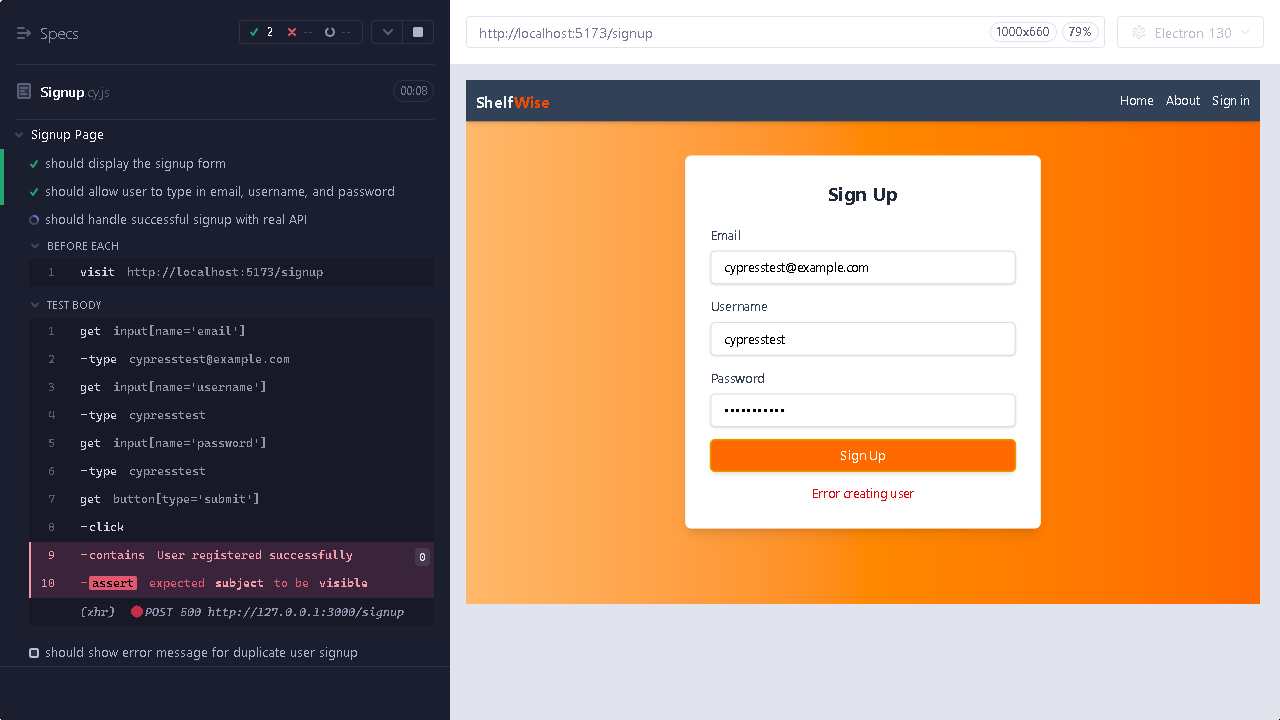 Specs
2
--
--
Signup.cy.js
00:08
Signup Page
should display the signup form
should allow user to type in email, username, and password
should handle successful signup with real API
BEFORE EACH
1 visit http://localhost:5173/signup
TEST BODY
1 get input[name='email']
2 -type cypresstest@example.com
3 get input[name='username']
4 -type cypresstest
5 get input[name='password']
6 -type cypresstest
7 get button[type='submit']
8 -click
9 -contains User registered successfully 0
10 -assert expected subject to be visible
(xhr) POST 500 http://127.0.0.1:3000/signup
should show error message for duplicate user signup
http://localhost:5173/signup
1000x660
79%
Electron 130
ShelfWise
Home About Sign in
Sign Up
Email
cypresstest@example.com
Username
cypresstest
Password
•••••••••••
Sign Up
Error creating user